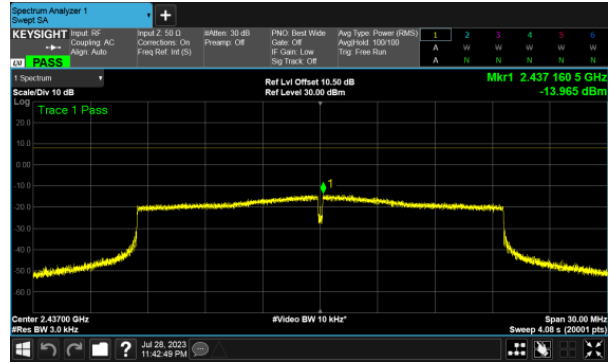 Spectrum Analyzer 1
Swept SA
+
KEYSIGHT
Input: RF
Coupling: AC
Align: Auto
Input Z: 50 Ω
Corrections: On
Freq Ref: Int (S)
#Atten: 30 dB
Preamp: Off
PNO: Best Wide
Gate: Off
IF Gain: Low
Sig Track: Off
Avg Type: Power (RMS)
Avg|Hold: 100/100
Trig: Free Run
1 2 3 4 5 6
A W W W W W
A N N N N N
LXI PASS
1 Spectrum
Scale/Div 10 dB
Ref Lvl Offset 10.50 dB
Ref Level 30.00 dBm
Mkr1 2.437 160 5 GHz
-13.965 dBm
Log
Trace 1 Pass
20.0
10.0
0.00
-10.0
1
-20.0
-30.0
-40.0
-50.0
-60.0
Center 2.43700 GHz
#Video BW 10 kHz*
Span 30.00 MHz
#Res BW 3.0 kHz
Sweep 4.08 s (20001 pts)
?
Jul 28, 2023
11:42:49 PM